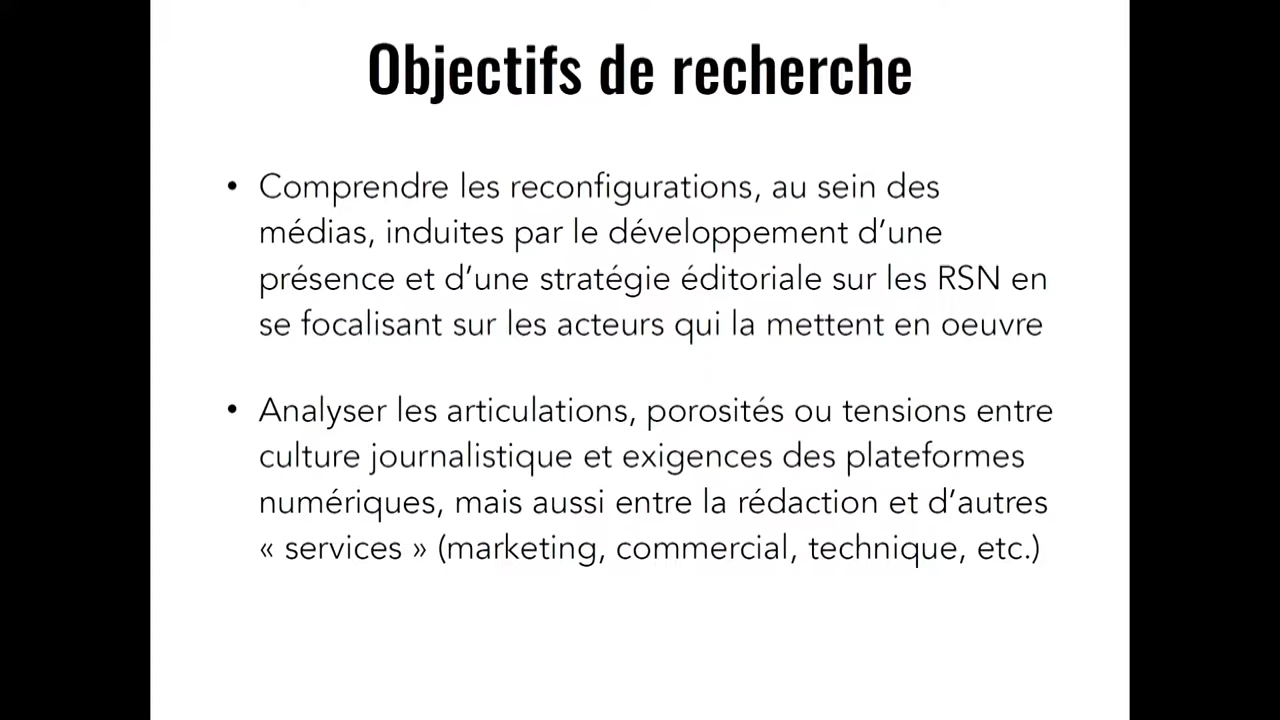 Objectifs de recherche
• Comprendre les reconfigurations, au sein des
médias, induites par le développement d’une
présence et d’une stratégie éditoriale sur les RSN en
se focalisant sur les acteurs qui la mettent en oeuvre
• Analyser les articulations, porosités ou tensions entre
culture journalistique et exigences des plateformes
numériques, mais aussi entre la rédaction et d’autres
« services » (marketing, commercial, technique, etc.)